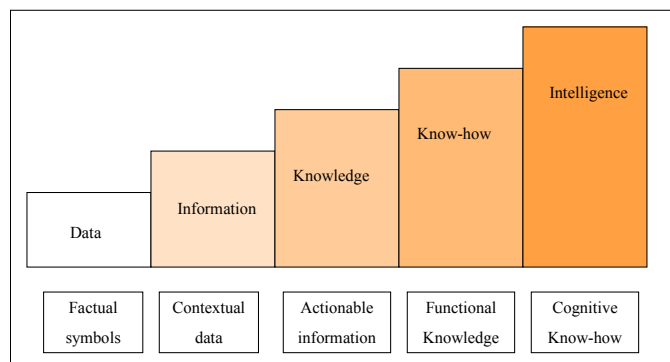 Intelligence
Know-how
Knowledge
Information
Data
Factual
symbols
Contextual
data
Actionable
information
Functional
Knowledge
Cognitive
Know-how